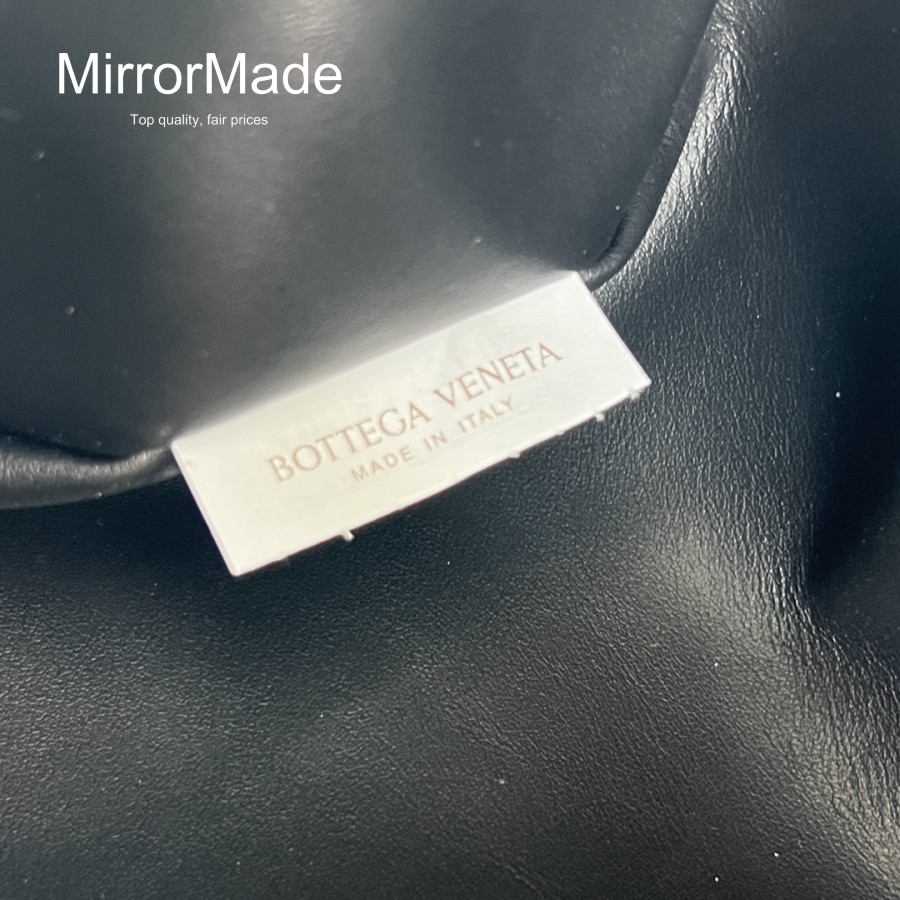 MirrorMade
Top quality, fair prices
BOTTEGA VENETA
MADE IN ITALY